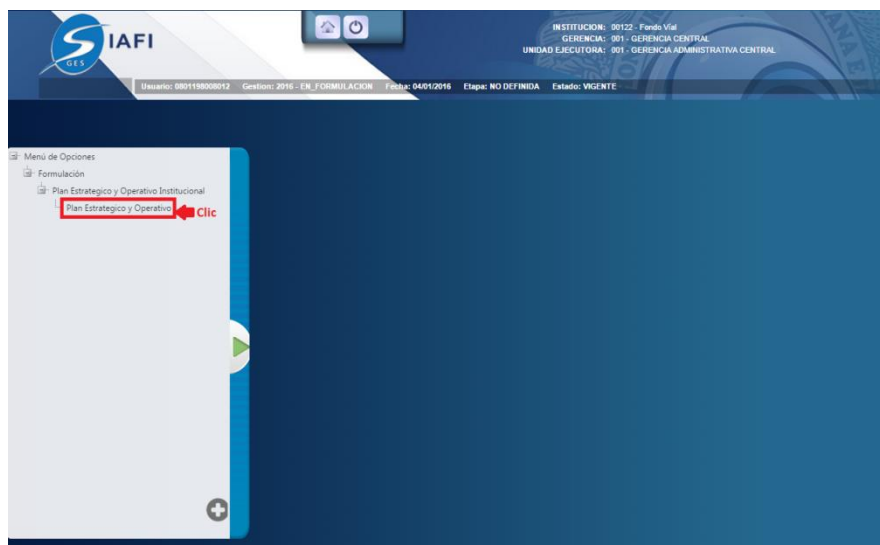 SIAFI
GES
INSTITUCION: 00122 - Fondo Vial
GERENCIA: 001 - GERENCIA CENTRAL
UNIDAD EJECUTORA: 001 - GERENCIA ADMINISTRATIVA CENTRAL
Usuario: 0801198008012 Gestion: 2016 - EN_FORMULACION Fecha: 04/01/2016 Etapa: NO DEFINIDA Estado: VIGENTE
Menú de Opciones
Formulación
Plan Estrategico y Operativo Institucional
Plan Estrategico y Operativo Clic